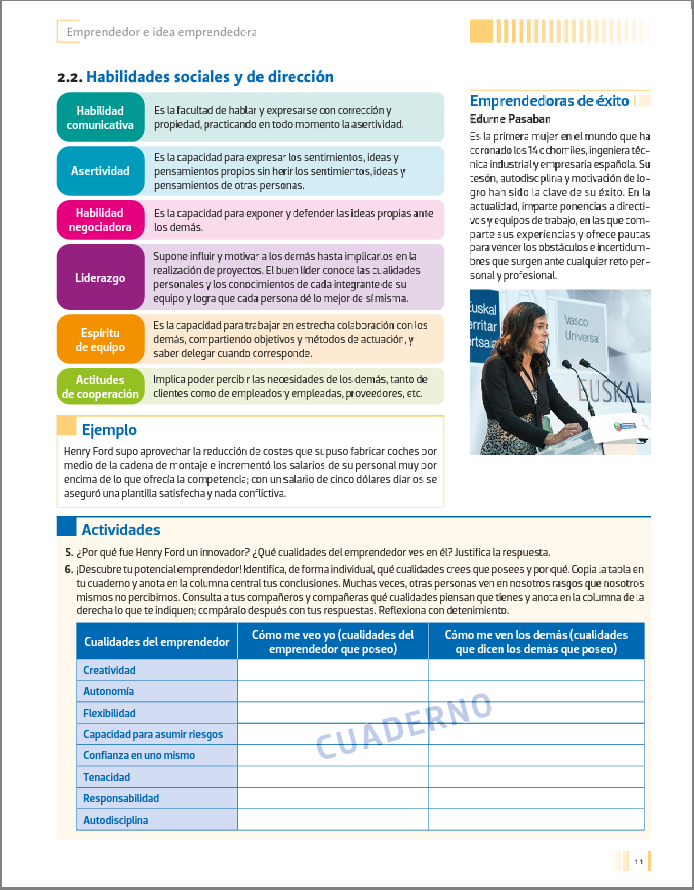 Emprendedor e idea emprendedora
2.2. Habilidades sociales y de dirección
Habilidad
comunicativa
Es la facultad de hablar y expresarse con corrección y
propiedad, practicando en todo momento la asertividad.
Asertividad
Es la capacidad para expresar los sentimientos, ideas y
pensamientos propios sin herir los sentimientos, ideas y
pensamientos de otras personas.
Habilidad
negociadora
Es la capacidad para exponer y defender las ideas propias ante
los demás.
Liderazgo
Supone influir y motivar a los demás hasta implicarlos en la
realización de proyectos. El buen líder conoce las cualidades
personales y los conocimientos de cada integrante de su
equipo y logra que cada persona dé lo mejor de sí misma.
Espíritu
de equipo
Es la capacidad para trabajar en estrecha colaboración con los
demás, compartiendo objetivos y métodos de actuación, y
saber delegar cuando corresponde.
Actitudes
de cooperación
Implica poder percibir las necesidades de los demás, tanto de
clientes como de empleados y empleadas, proveedores, etc.
Ejemplo
Henry Ford supo aprovechar la reducción de costes que supuso fabricar coches por
medio de la cadena de montaje e incrementó los salarios de su personal muy por
encima de lo que ofrecía la competencia; con un salario de cinco dólares diarios se
aseguró una plantilla satisfecha y nada conflictiva.
Emprendedoras de éxito
Edurne Pasaban
Es la primera mujer en el mundo que ha
coronado los 14 ochomiles, ingeniera téc-
nica industrial y empresaria española. Su
tesón, autodisciplina y motivación de lo-
gro han sido la clave de su éxito. En la
actualidad, imparte ponencias a directi-
vos y equipos de trabajo, en las que com-
parte sus experiencias y ofrece pautas
para vencer los obstáculos e incertidum-
bres que surgen ante cualquier reto per-
sonal y profesional.
Euskal
erritar
ertsala
Vasco
Universal
EUSKAL
Actividades
5. ¿Por qué fue Henry Ford un innovador? ¿Qué cualidades del emprendedor ves en él? Justifica la respuesta.
6. ¡Descubre tu potencial emprendedor! Identifica, de forma individual, qué cualidades crees que posees y por qué. Copia la tabla en
tu cuaderno y anota en la columna central tus conclusiones. Muchas veces, otras personas ven en nosotros rasgos que nosotros
mismos no percibimos. Consulta a tus compañeros y compañeras qué cualidades piensan que tienes y anota en la columna de la
derecha lo que te indiquen; compáralo después con tus respuestas. Reflexiona con detenimiento.
Cualidades del emprendedor
Cómo me veo yo (cualidades del
emprendedor que poseo)
Cómo me ven los demás (cualidades
que dicen los demás que poseo)
Creatividad
Autonomía
Flexibilidad
Capacidad para asumir riesgos
Confianza en uno mismo
Tenacidad
Responsabilidad
Autodisciplina
CUADERNO
11